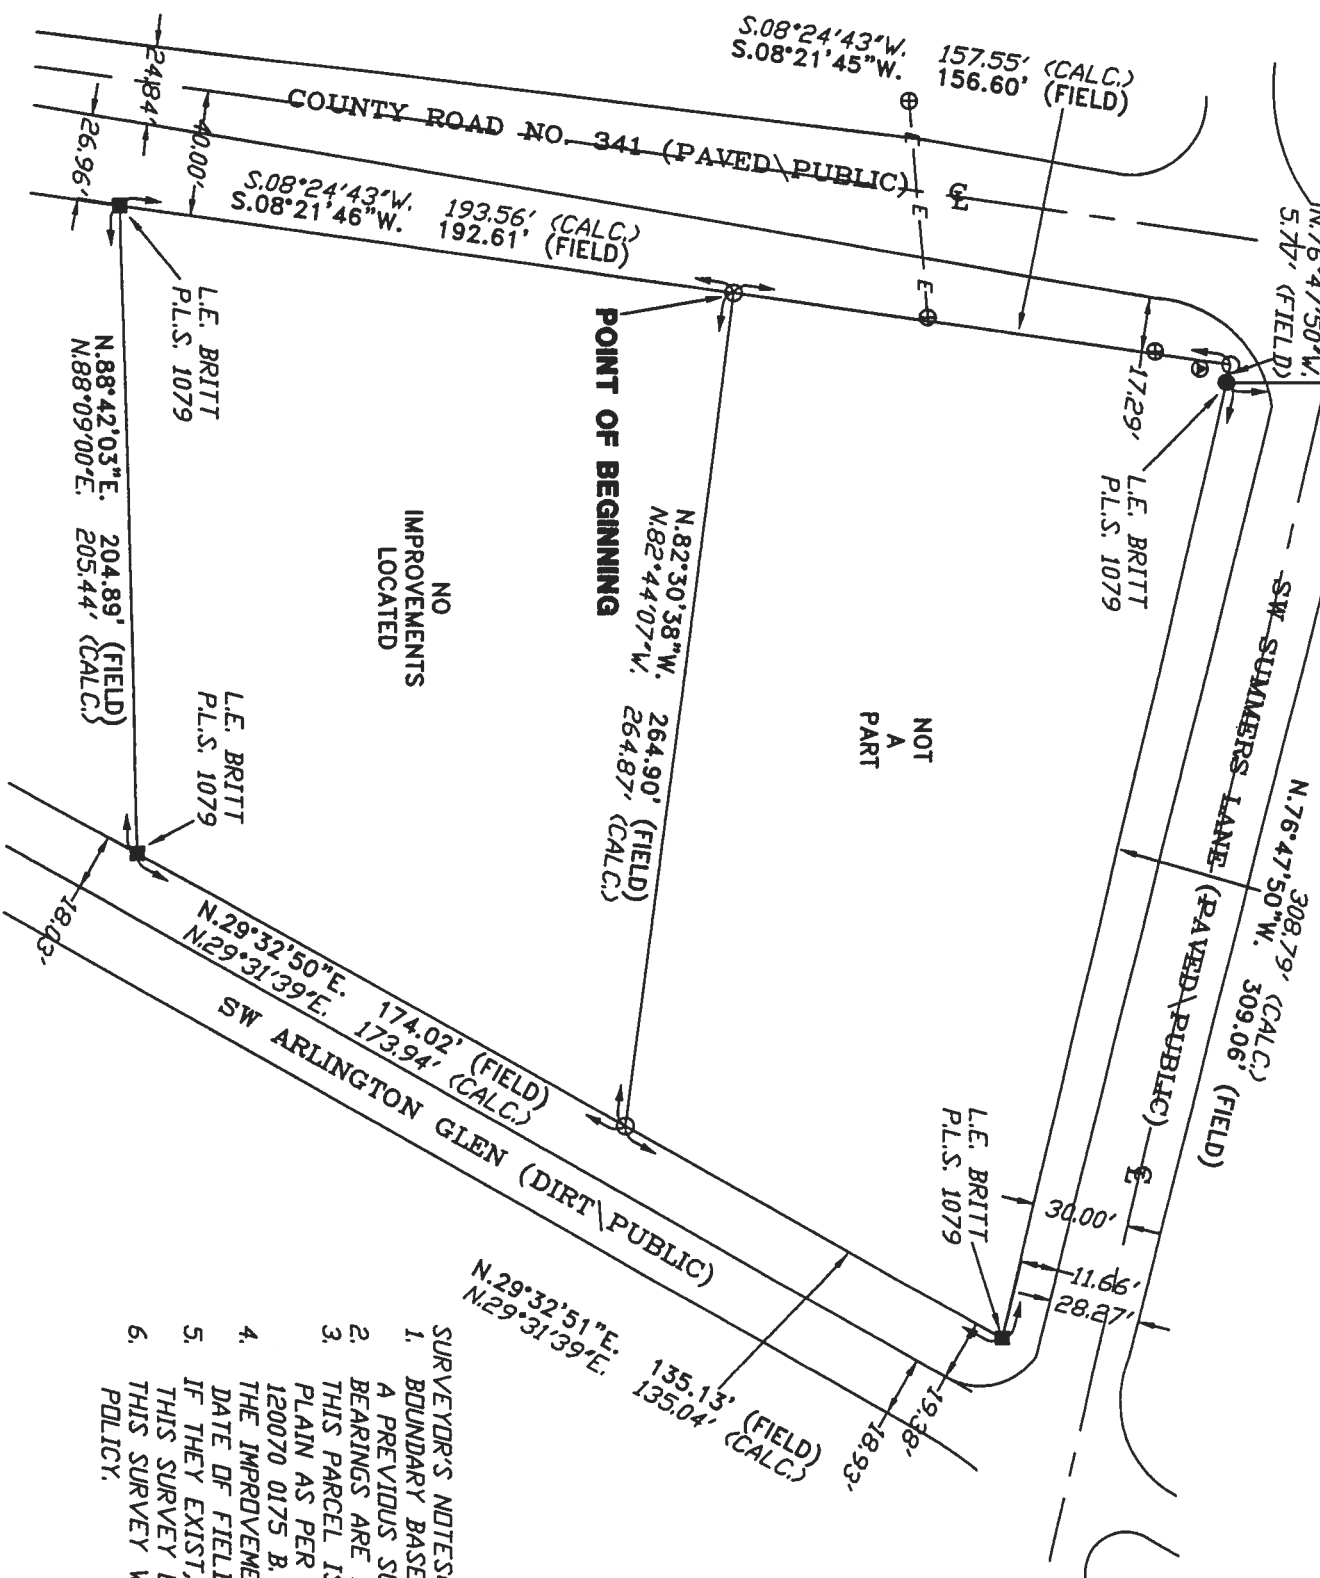 S.08°24'43"W. 157.55' (CALC.)
S.08°21'45"W. 156.60' (FIELD)
24.84'
26.96'
40.00'
COUNTY ROAD NO. 341 (PAVED\PUBLIC)
S.08°24'43"W. 193.56' (CALC.)
S.08°21'46"W. 192.61' (FIELD)
E
E
E
E
N.76°47'50"W.
5.77' (FIELD)
17.29'
L.E. BRITT
P.L.S. 1079
L.E. BRITT
P.L.S. 1079
POINT OF BEGINNING
N.88°42'03"E. 204.89' (FIELD)
N.88°09'00"E. 205.44' (CALC.)
NO
IMPROVEMENTS
LOCATED
N.82°30'38"W. 264.90' (FIELD)
N.82°44'07"W. 264.87' (CALC.)
NOT
A
PART
SW SUMMERS LANE (PAVED\PUBLIC)
308.79' (CALC.)
N.76°47'50"W. 309.06' (FIELD)
L.E. BRITT
P.L.S. 1079
18.03'
N.29°32'50"E. 174.02' (FIELD)
N.29°31'39"E. 173.94' (CALC.)
SW ARLINGTON GLEN (DIRT\PUBLIC)
L.E. BRITT
P.L.S. 1079
30.00'
11.66'
28.27'
N.29°32'51"E. 135.13' (FIELD)
N.29°31'39"E. 135.04' (CALC.)
19.38'
18.93'
SURVEYOR'S NOTES:
1. BOUNDARY BASE
A PREVIOUS SU
2. BEARINGS ARE
3. THIS PARCEL IS
PLAIN AS PER
120070 0175 B.
4. THE IMPROVEME
DATE OF FIEL
5. IF THEY EXIST,
THIS SURVEY
6. THIS SURVEY W
POLICY.